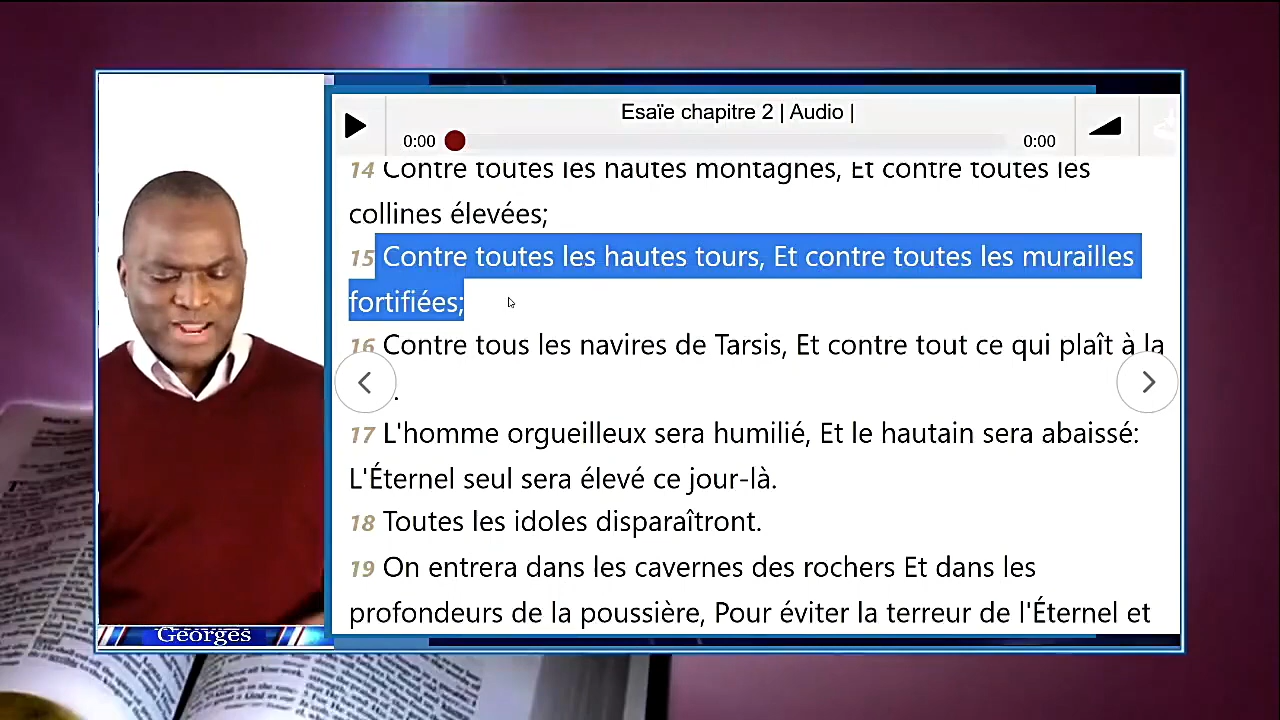 Esaïe chapitre 2 | Audio |
0:00
0:00
14 Contre toutes les hautes montagnes, Et contre toutes les
collines élevées;
15 Contre toutes les hautes tours, Et contre toutes les murailles
fortifiées;
16 Contre tous les navires de Tarsis, Et contre tout ce qui plaît à la
.
17 L'homme orgueilleux sera humilié, Et le hautain sera abaissé:
L'Éternel seul sera élevé ce jour-là.
18 Toutes les idoles disparaîtront.
19 On entrera dans les cavernes des rochers Et dans les
profondeurs de la poussière, Pour éviter la terreur de l'Éternel et
Georges